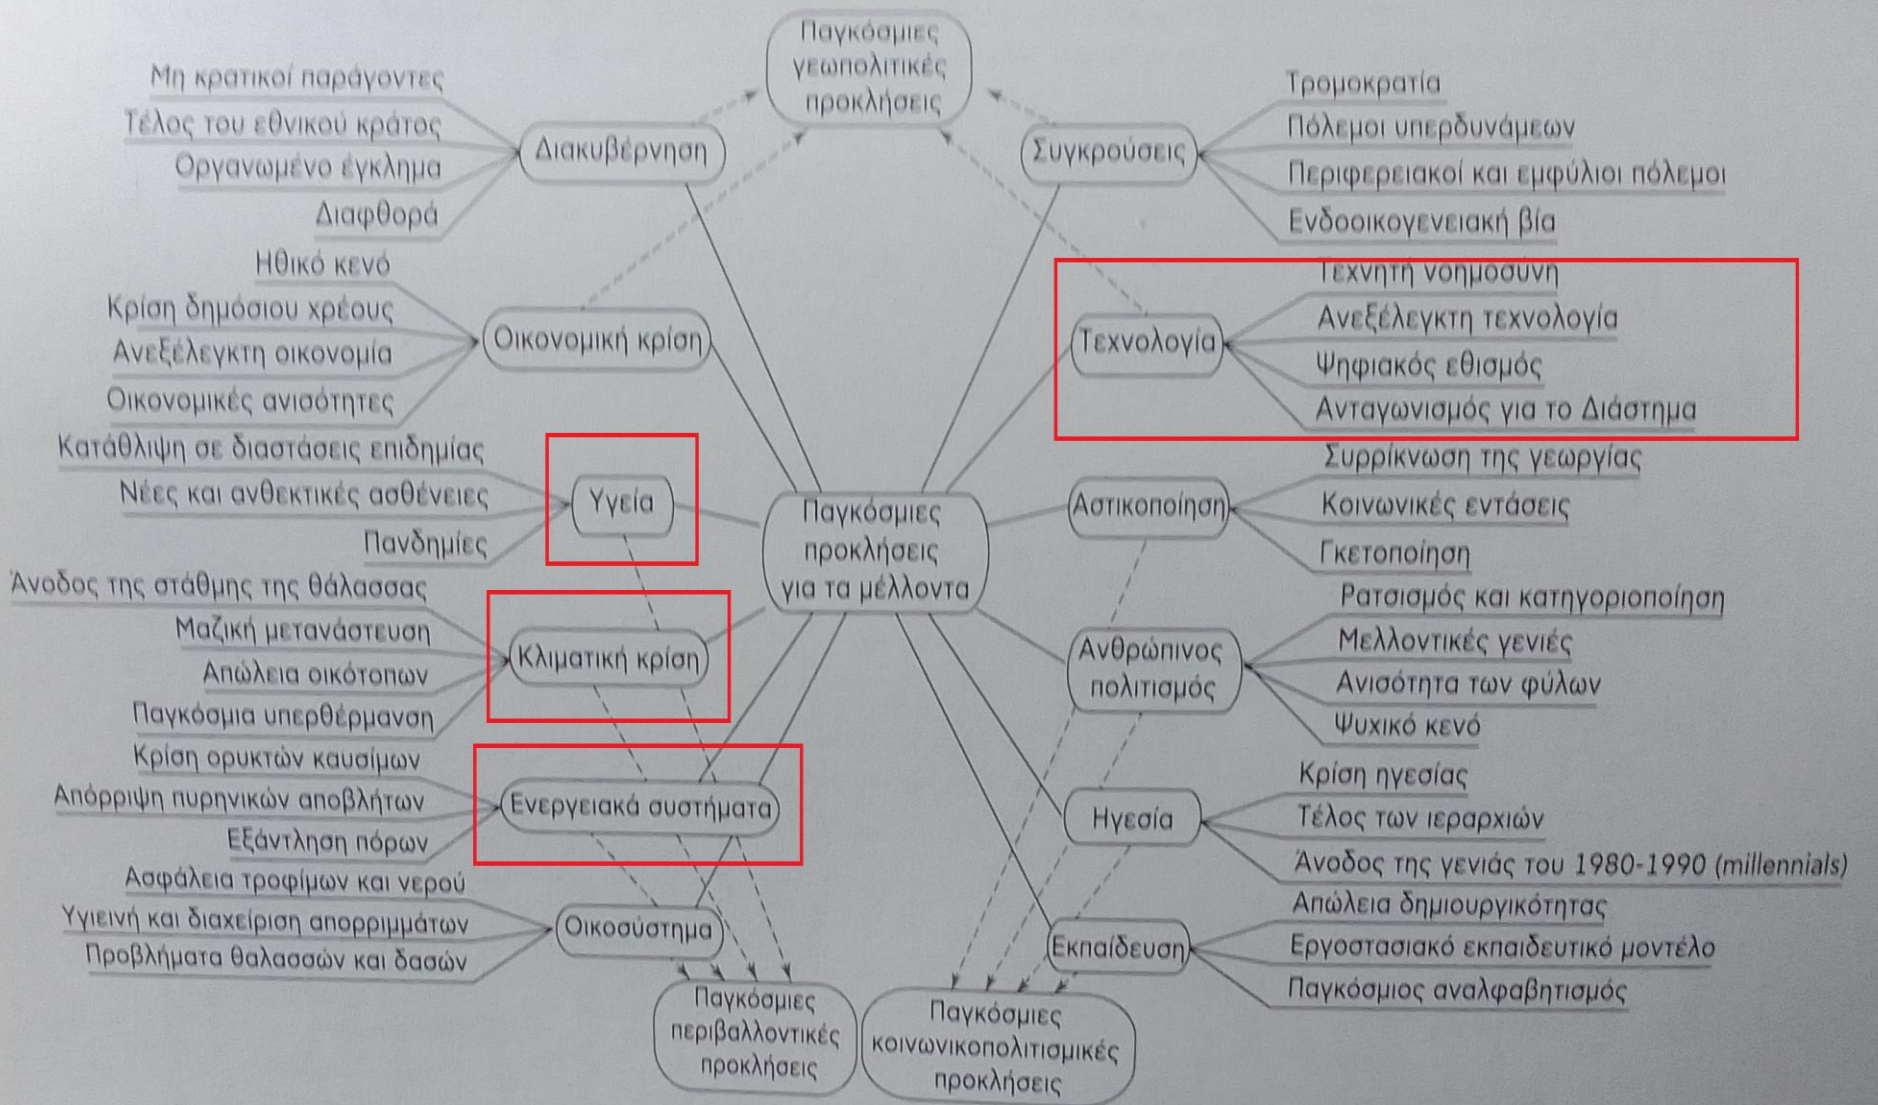 Παγκόσμιες
γεωπολιτικές
προκλήσεις
Μη κρατικοί παράγοντες
Τέλος του εθνικού κράτος
Οργανωμένο έγκλημα
Διαφθορά
Διακυβέρνηση
Ηθικό κενό
Κρίση δημόσιου χρέους
Ανεξέλεγκτη οικονομία
Οικονομικές ανισότητες
Οικονομική κρίση
Κατάθλιψη σε διαστάσεις επιδημίας
Νέες και ανθεκτικές ασθένειες
Πανδημίες
Υγεία
Άνοδος της στάθμης της θάλασσας
Μαζική μετανάστευση
Απώλεια οικότοπων
Παγκόσμια υπερθέρμανση
Κλιματική κρίση
Κρίση ορυκτών καυσίμων
Απόρριψη πυρηνικών αποβλήτων
Εξάντληση πόρων
Ενεργειακά συστήματα
Ασφάλεια τροφίμων και νερού
Υγιεινή και διαχείριση απορριμμάτων
Προβλήματα θαλασσών και δασών
Οικοσύστημα
Παγκόσμιες
προκλήσεις
για τα μέλλοντα
Συγκρούσεις
Τρομοκρατία
Πόλεμοι υπερδυνάμεων
Περιφερειακοί και εμφύλιοι πόλεμοι
Ενδοοικογενειακή βία
Τεχνολογία
Τεχνητή νοημοσύνη
Ανεξέλεγκτη τεχνολογία
Ψηφιακός εθισμός
Ανταγωνισμός για το Διάστημα
Αστικοποίηση
Συρρίκνωση της γεωργίας
Κοινωνικές εντάσεις
Γκετοποίηση
Ανθρώπινος
πολιτισμός
Ρατσισμός και κατηγοριοποίηση
Μελλοντικές γενιές
Ανισότητα των φύλων
Ψυχικό κενό
Ηγεσία
Κρίση ηγεσίας
Τέλος των ιεραρχιών
Άνοδος της γενιάς του 1980-1990 (millennials)
Εκπαίδευση
Απώλεια δημιουργικότητας
Εργοστασιακό εκπαιδευτικό μοντέλο
Παγκόσμιος αναλφαβητισμός
Παγκόσμιες
περιβαλλοντικές
προκλήσεις
Παγκόσμιες
κοινωνικοπολιτισμικές
προκλήσεις